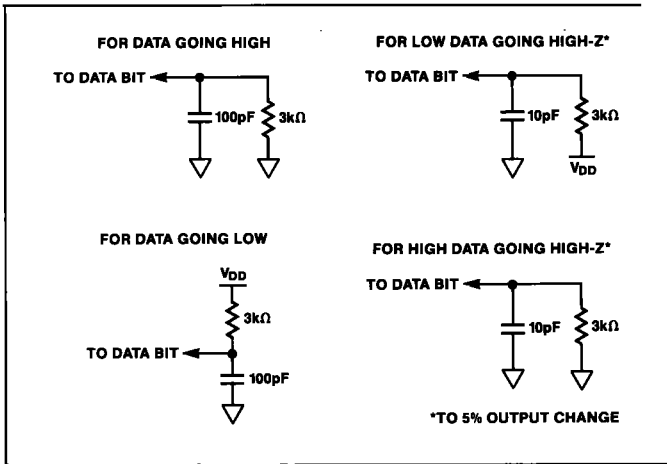 FOR DATA GOING HIGH
TO DATA BIT
100pF
3kΩ
FOR LOW DATA GOING HIGH-Z*
TO DATA BIT
10pF
3kΩ
VDD
FOR DATA GOING LOW
VDD
3kΩ
TO DATA BIT
100pF
FOR HIGH DATA GOING HIGH-Z*
TO DATA BIT
10pF
3kΩ
*TO 5% OUTPUT CHANGE